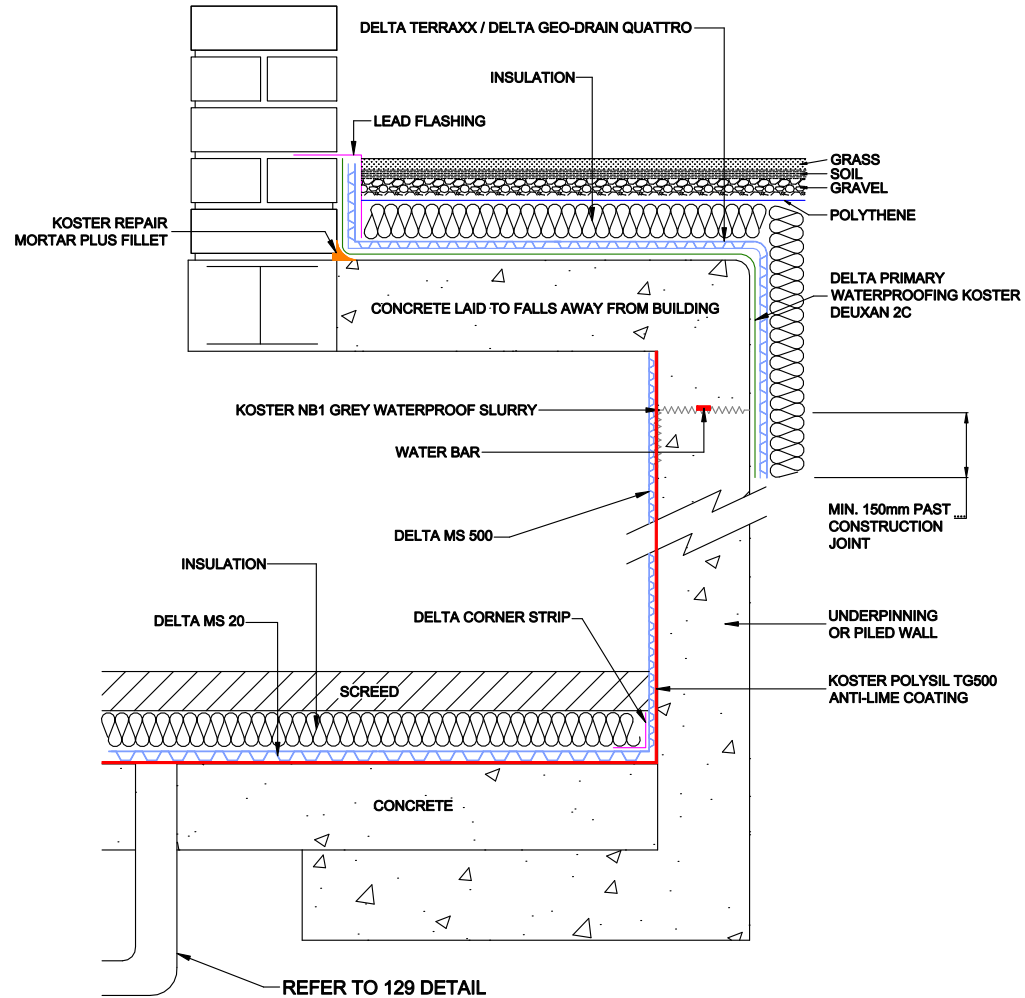 DELTA TERRAXX / DELTA GEO-DRAIN QUATTRO
INSULATION
LEAD FLASHING
GRASS
SOIL
GRAVEL
POLYTHENE
KOSTER REPAIR
MORTAR PLUS FILLET
DELTA PRIMARY
WATERPROOFING KOSTER
DEUXAN 2C
CONCRETE LAID TO FALLS AWAY FROM BUILDING
KOSTER NB1 GREY WATERPROOF SLURRY
WATER BAR
MIN. 150mm PAST
CONSTRUCTION
JOINT
DELTA MS 500
INSULATION
DELTA MS 20
DELTA CORNER STRIP
UNDERPINNING
OR PILED WALL
SCREED
KOSTER POLYSIL TG500
ANTI-LIME COATING
CONCRETE
REFER TO 129 DETAIL